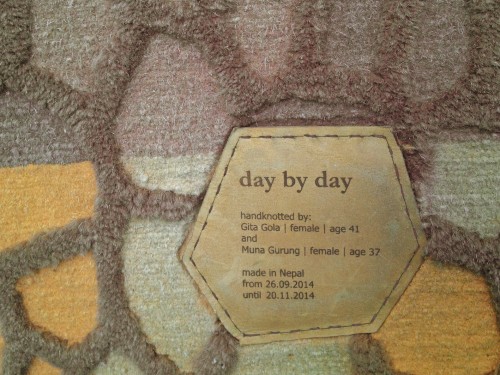 day by day
handknotted by:
Gita Gola | female | age 41
and
Muna Gurung | female | age 37
made in Nepal
from 26.09.2014
until 20.11.2014